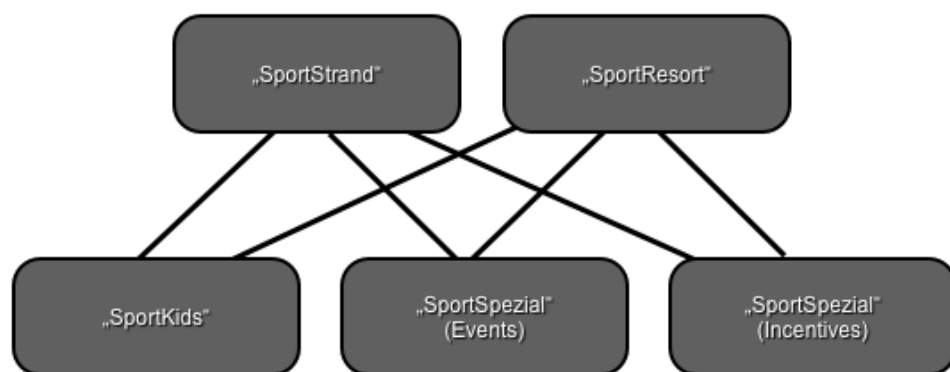 „SportStrand“
„SportResort“
„SportKids“
„SportSpezial“
(Events)
„SportSpezial“
(Incentives)